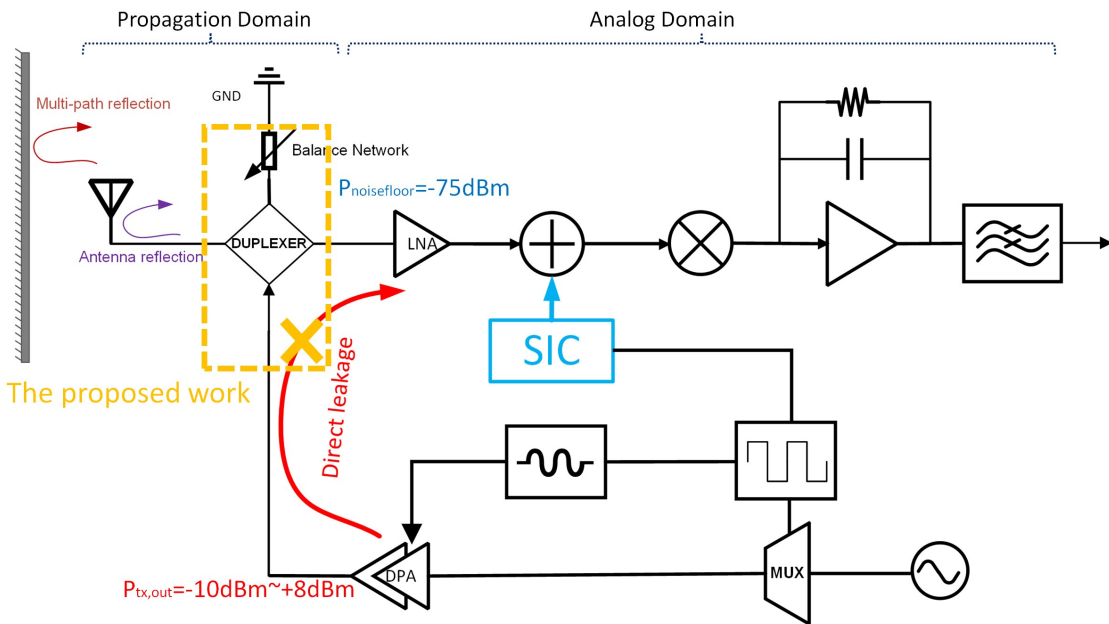 Propagation Domain
Analog Domain
GND
Multi-path reflection
Balance Network
Pnoisefloor=-75dBm
DUPLEXER
LNA
Antenna reflection
SIC
The proposed work
Direct leakage
DPA
MUX
Ptx,out=-10dBm~+8dBm